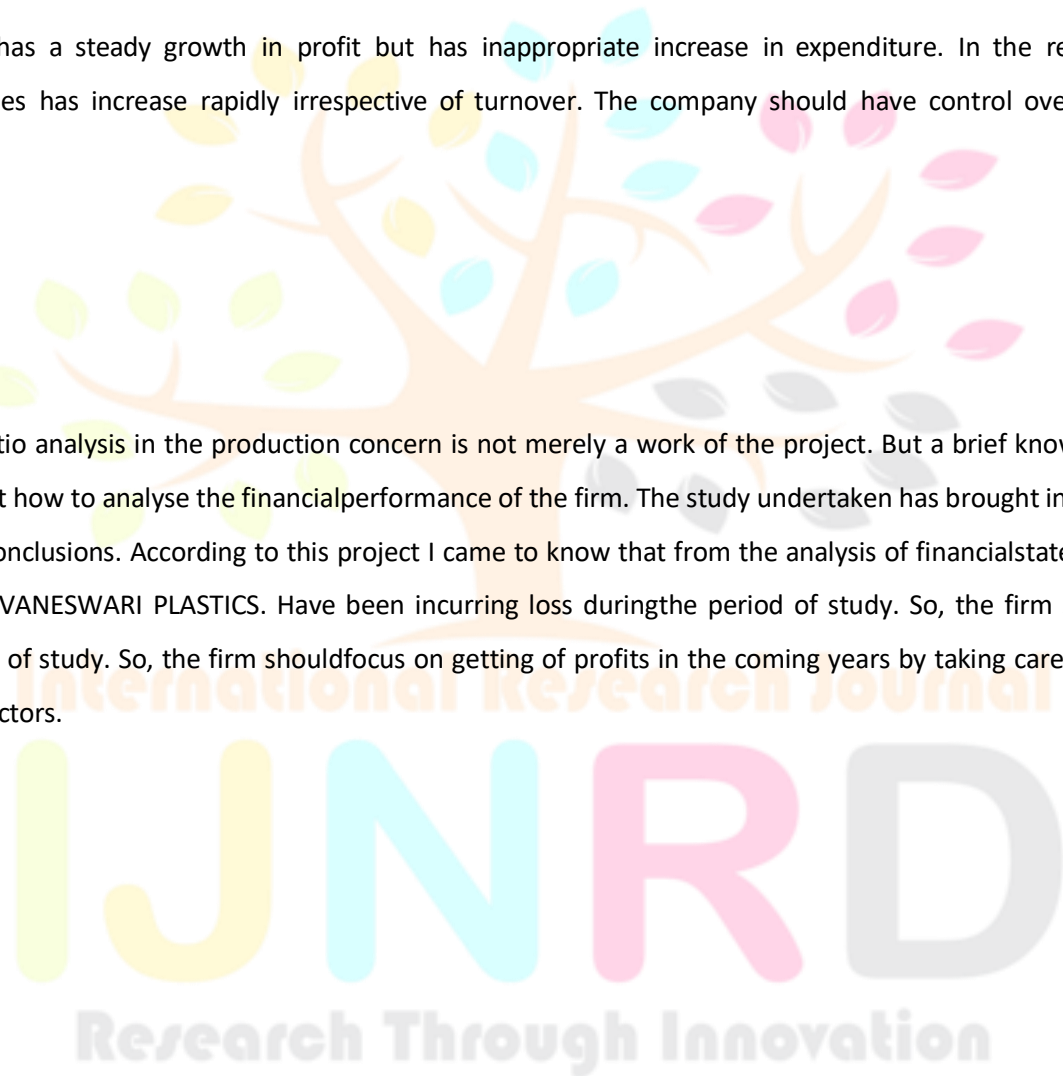 has a steady growth in profit but has inappropriate increase in expenditure. In the re
es has increase rapidly irrespective of turnover. The company should have control ove
tio analysis in the production concern is not merely a work of the project. But a brief know
t how to analyse the financialperformance of the firm. The study undertaken has brought in
onclusions. According to this project I came to know that from the analysis of financialstate
VANESWARI PLASTICS. Have been incurring loss duringthe period of study. So, the firm
of study. So, the firm shouldfocus on getting of profits in the coming years by taking care
ctors.
International Research Journal
IJNRD
Research Through Innovation